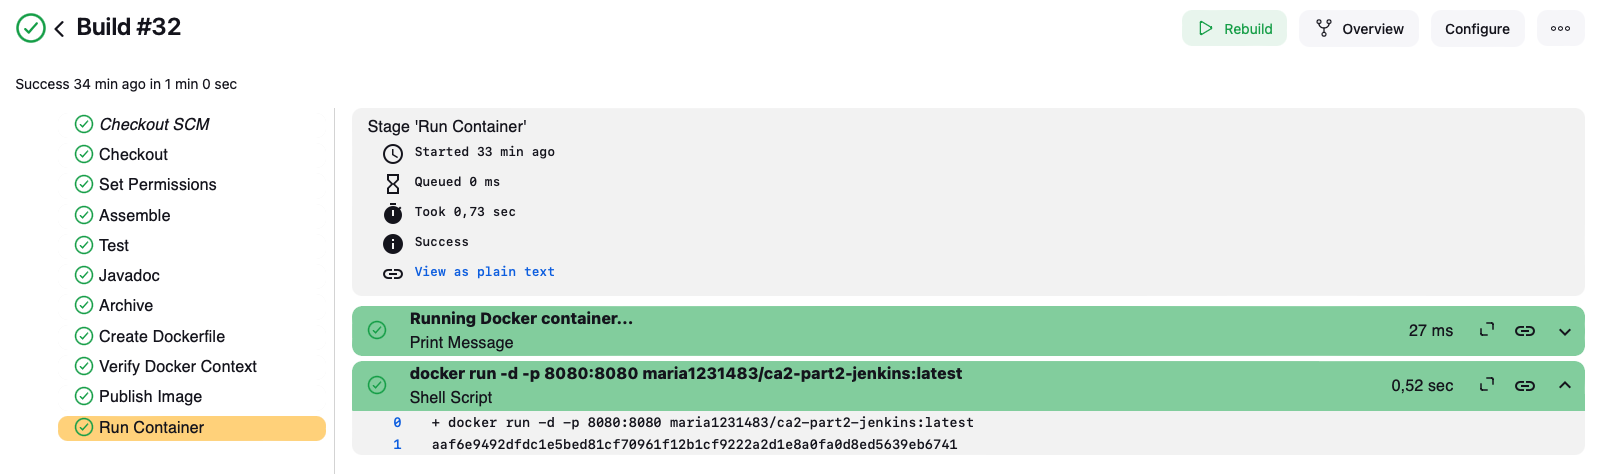 Build #32
Rebuild
Overview
Configure
Success 34 min ago in 1 min 0 sec
Checkout SCM
Checkout
Set Permissions
Assemble
Test
Javadoc
Archive
Create Dockerfile
Verify Docker Context
Publish Image
Run Container
Stage 'Run Container'
Started 33 min ago
Queued 0 ms
Took 0,73 sec
Success
View as plain text
Running Docker container...
Print Message
27 ms
docker run -d -p 8080:8080 maria1231483/ca2-part2-jenkins:latest
Shell Script
0,52 sec
0 + docker run -d -p 8080:8080 maria1231483/ca2-part2-jenkins:latest
1 aaf6e9492dfdc1e5bed81cf70961f12b1cf9222a2d1e8a0fa0d8ed5639eb6741